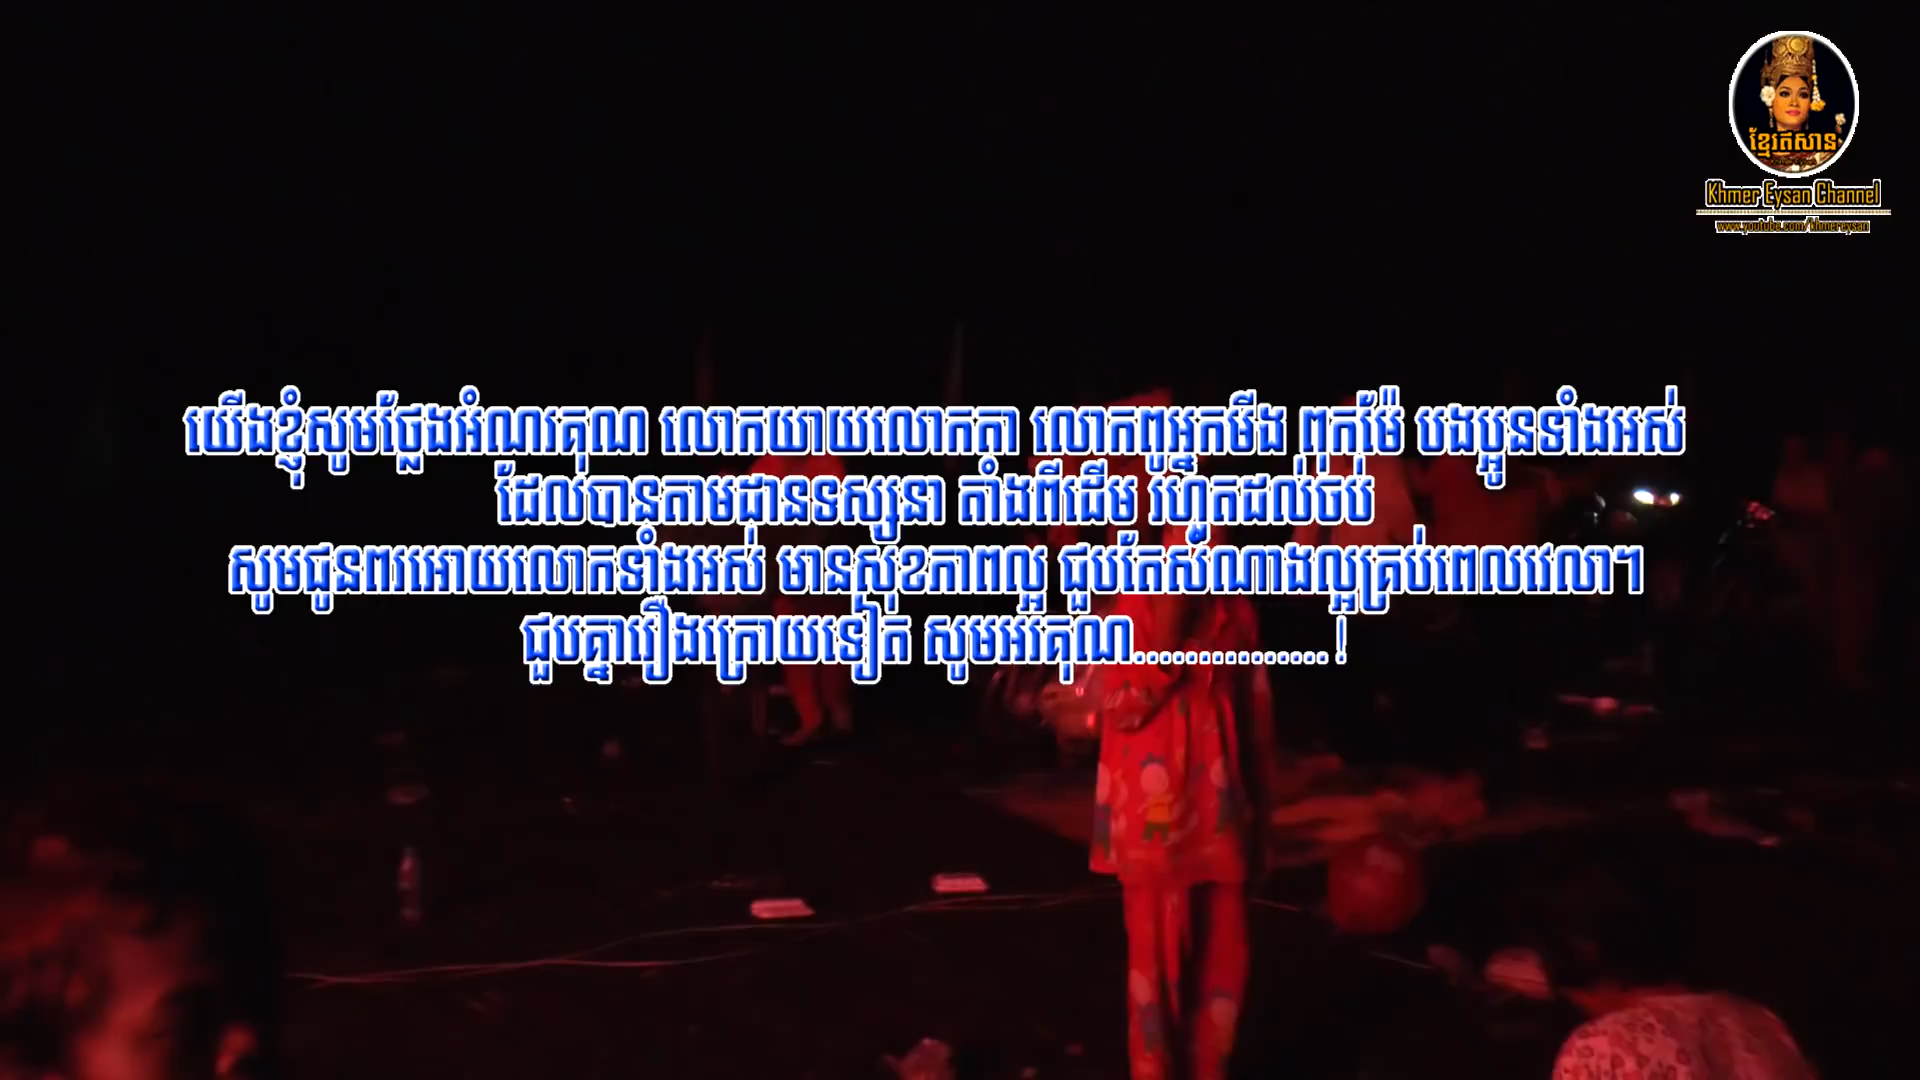 ខ្មែរឥសាន
Khmer Eysan Channel
www.youtube.com/khmereysan
យើងខ្ញុំសូមថ្លែងអំណរគុណ លោកយាយលោកតា លោកពូអ្នកមីង ពុកម៉ែ បងប្អូនទាំងអស់
ដែលបានតាមដានទស្សនា តាំងពីដើម រហូតដល់ចប់
សូមជូនពរអោយលោកទាំងអស់ មានសុខភាពល្អ ជួបតែសំណាងល្អគ្រប់ពេលវេលា។
ជួបគ្នារឿងក្រោយទៀត សូមអរគុណ...............!